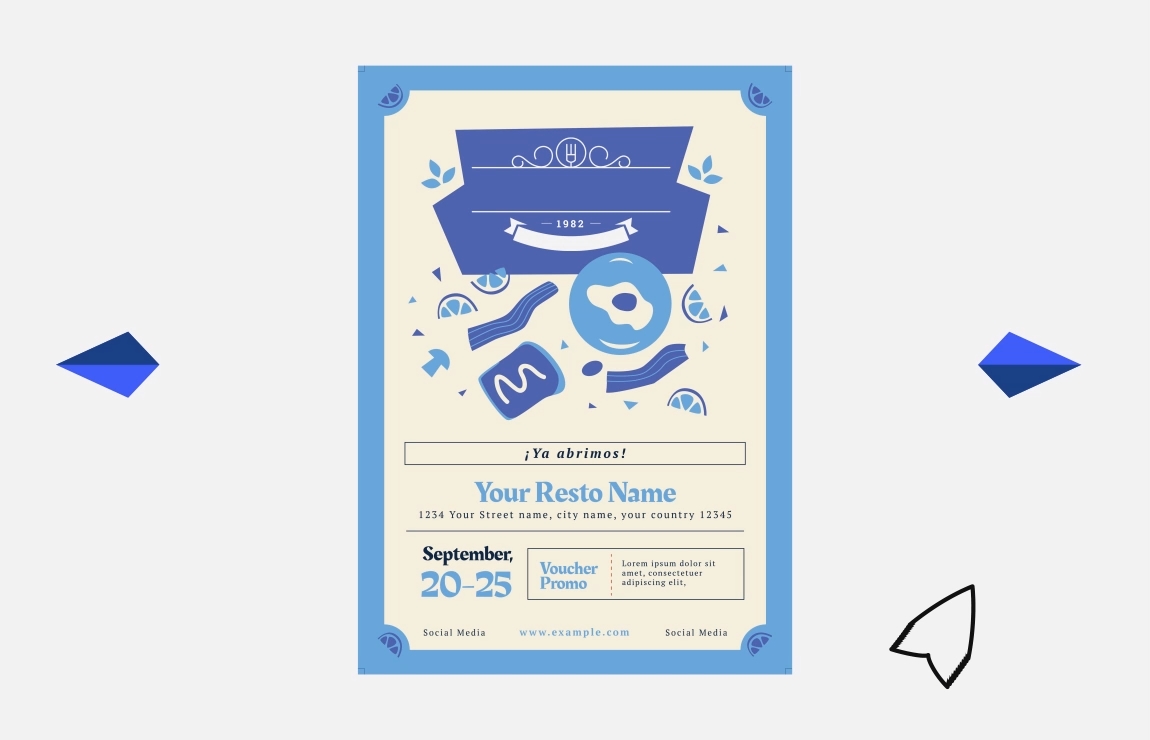 1982
¡Ya abrimos!
Your Resto Name
1234 Your Street name, city name, your country 12345
September,
20–25
Voucher
Promo
Lorem ipsum dolor sit
amet, consectetuer
adipiscing elit,
Social Media
www.example.com
Social Media